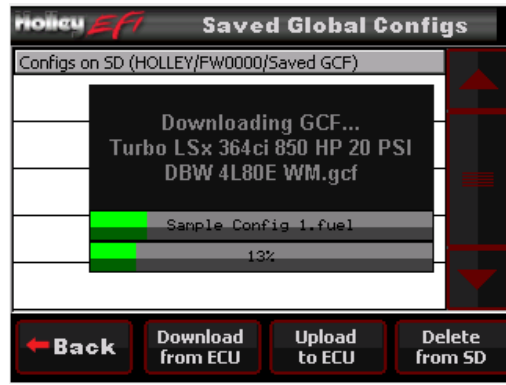 Holley EFI Saved Global Configs
Configs on SD (HOLLEY/FW0000/Saved GCF)
Downloading GCF...
Turbo LSx 364ci 850 HP 20 PSI
DBW 4L80E WM.gcf
Sample Config 1.fuel
13%
Back
Download
from ECU
Upload
to ECU
Delete
from SD